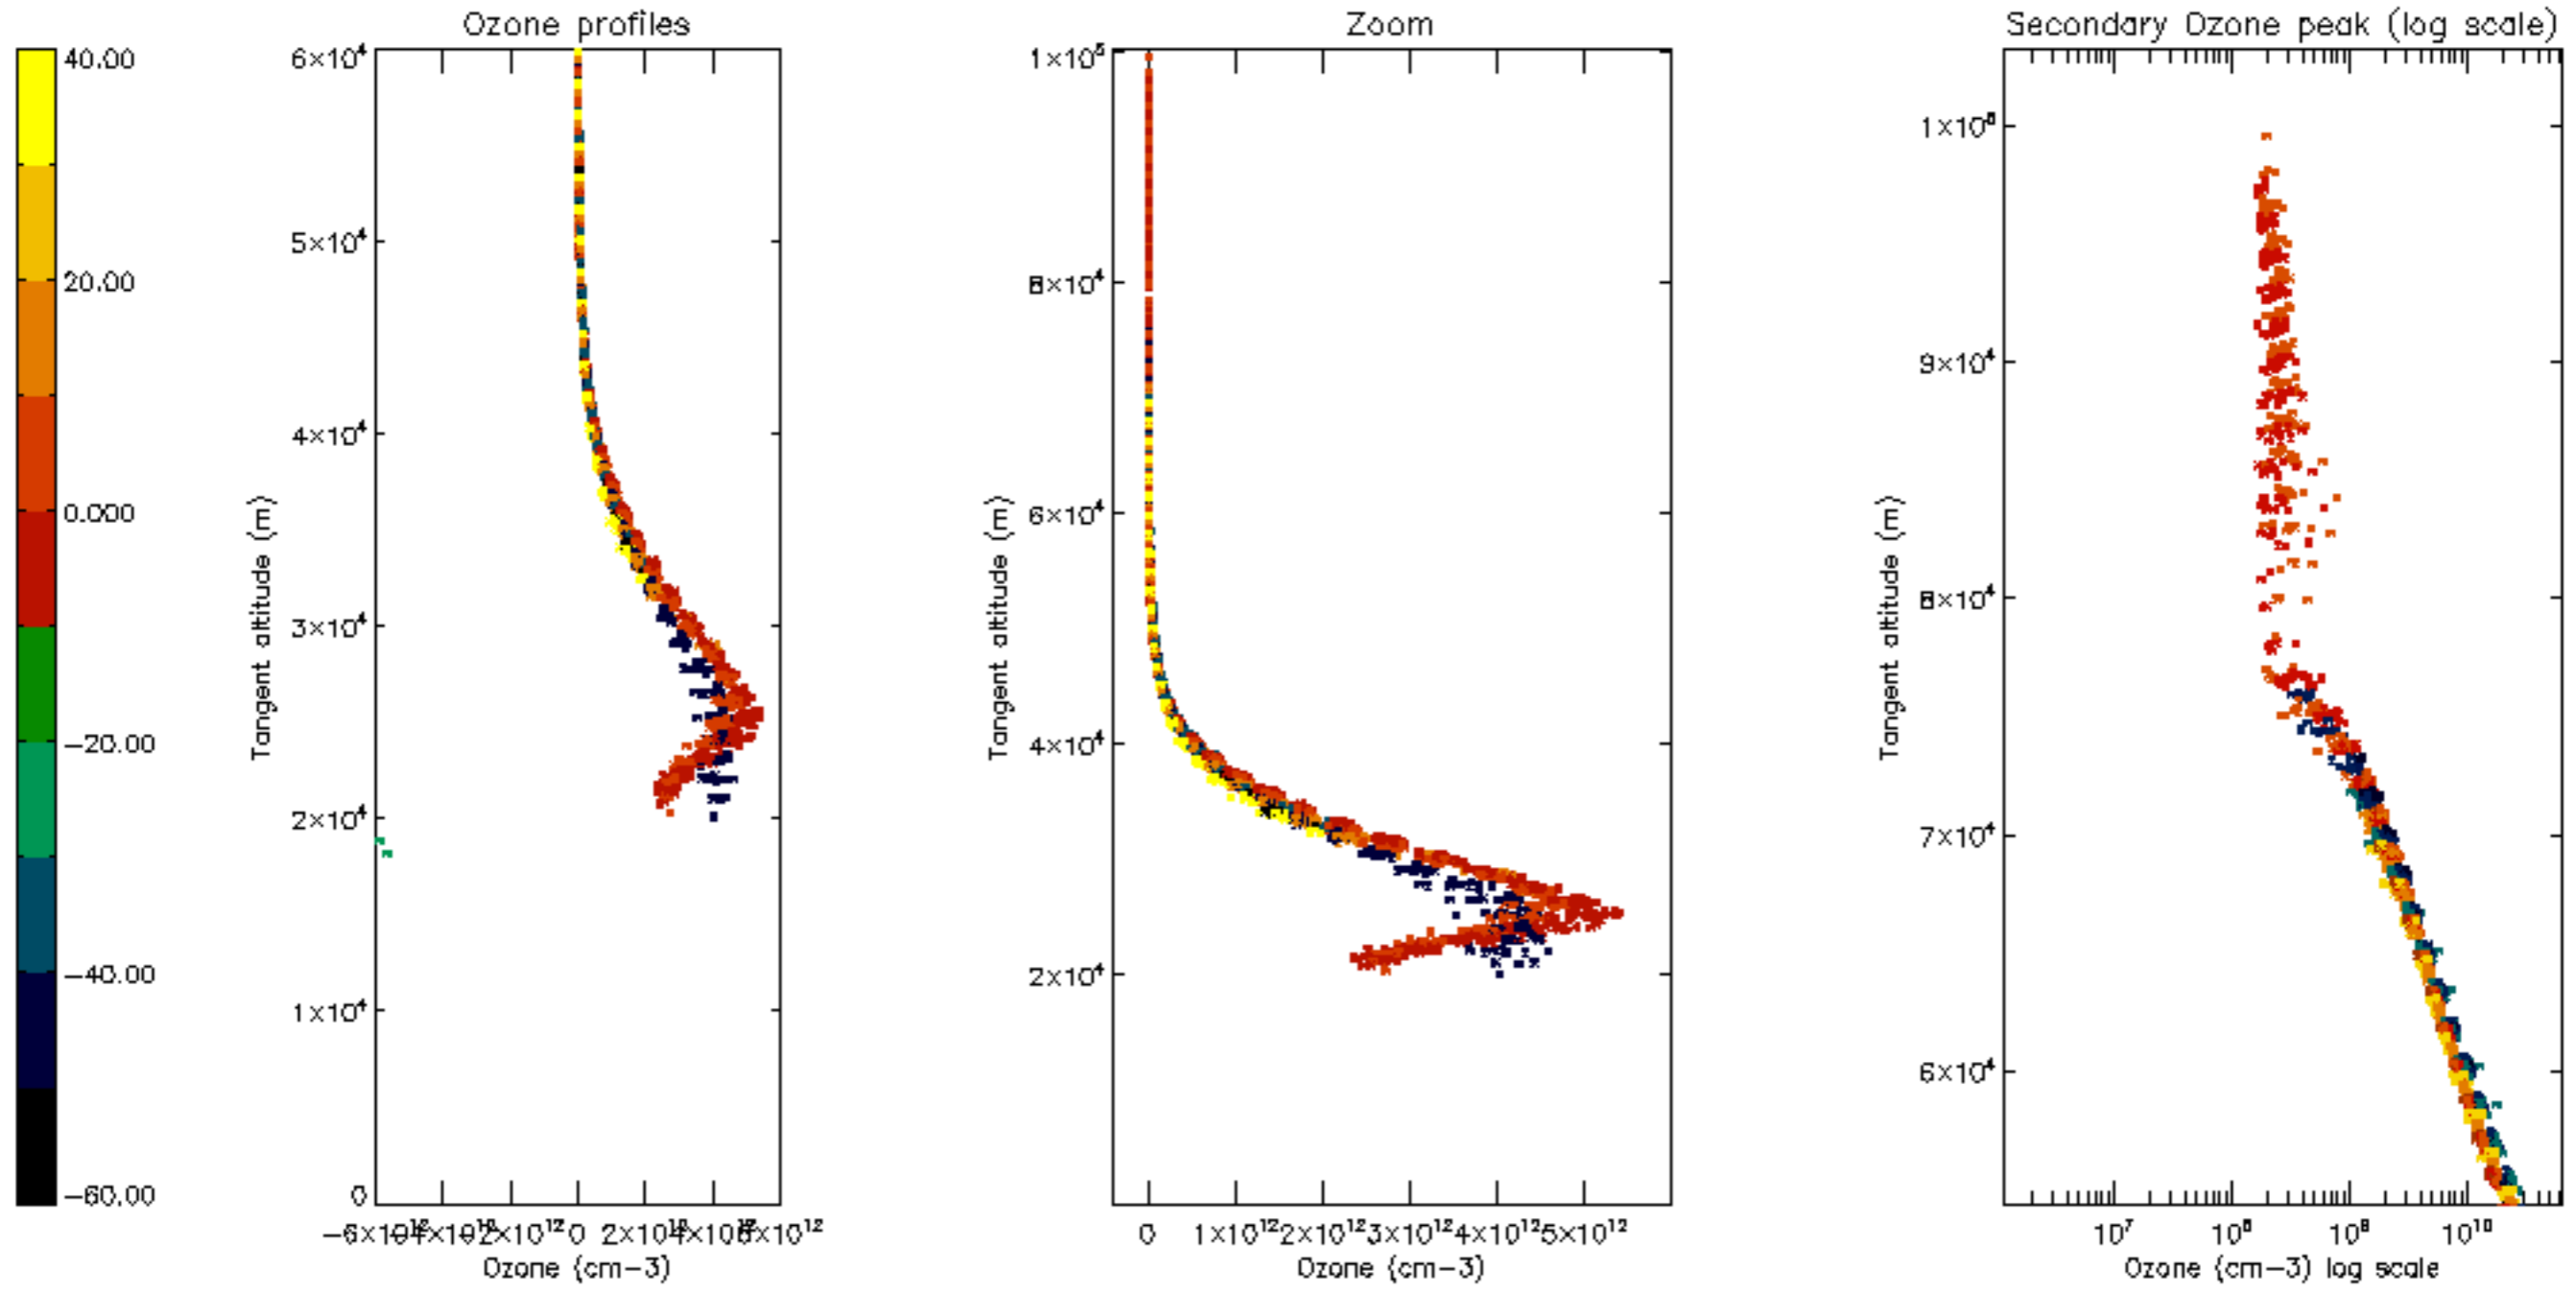 Ozone profiles
Zoom
Secondary Ozone peak (log scale)
40.00
20.00
0.000
−20.00
−40.00
−60.00
Tangent altitude (m)
6×10⁴
5×10⁴
4×10⁴
3×10⁴
2×10⁴
1×10⁴
0
0
Ozone (cm−3)
Tangent altitude (m)
1×10⁵
8×10⁴
6×10⁴
4×10⁴
2×10⁴
0 1×10¹² 2×10¹² 3×10¹² 4×10¹² 5×10¹²
Ozone (cm−3)
Tangent altitude (m)
1×10⁵
9×10⁴
8×10⁴
7×10⁴
6×10⁴
10⁷ 10⁸ 10⁹ 10¹⁰
Ozone (cm−3) log scale